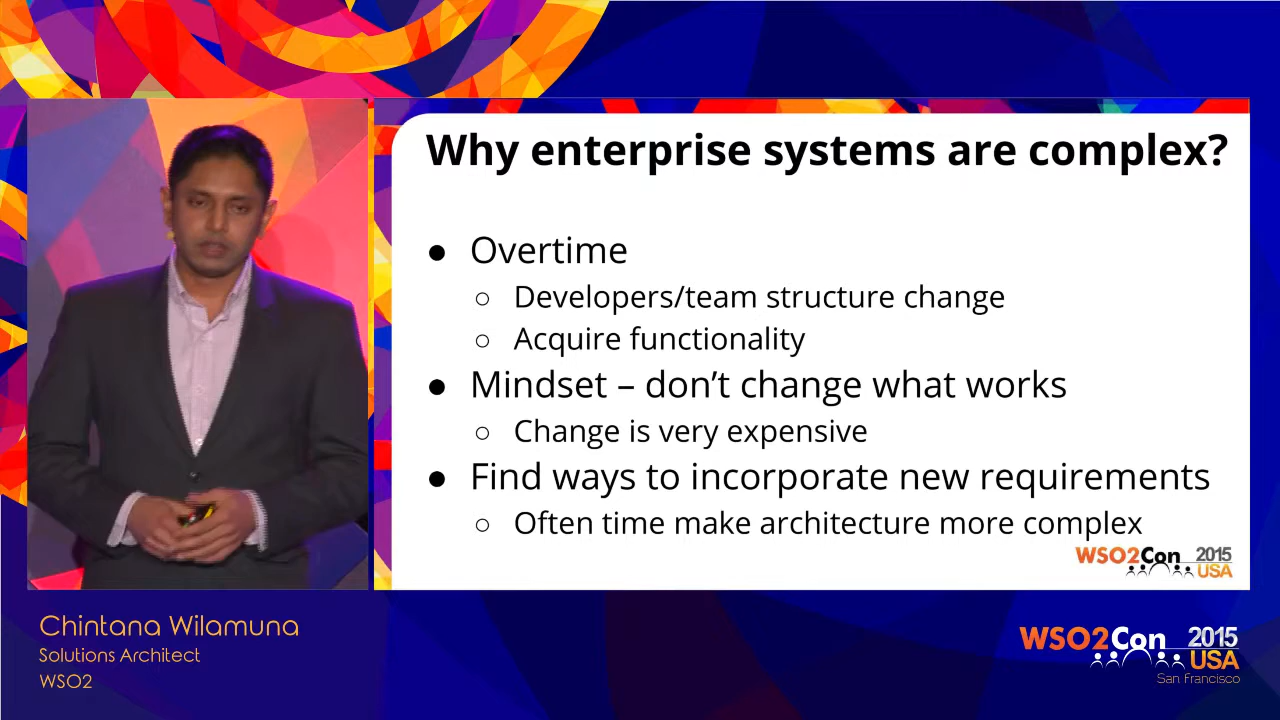 Why enterprise systems are complex?
● Overtime
○ Developers/team structure change
○ Acquire functionality
● Mindset – don’t change what works
○ Change is very expensive
● Find ways to incorporate new requirements
○ Often time make architecture more complex
WSO2Con 2015
USA
Chintana Wilamuna
Solutions Architect
WSO2
WSO2Con 2015
USA
San Francisco